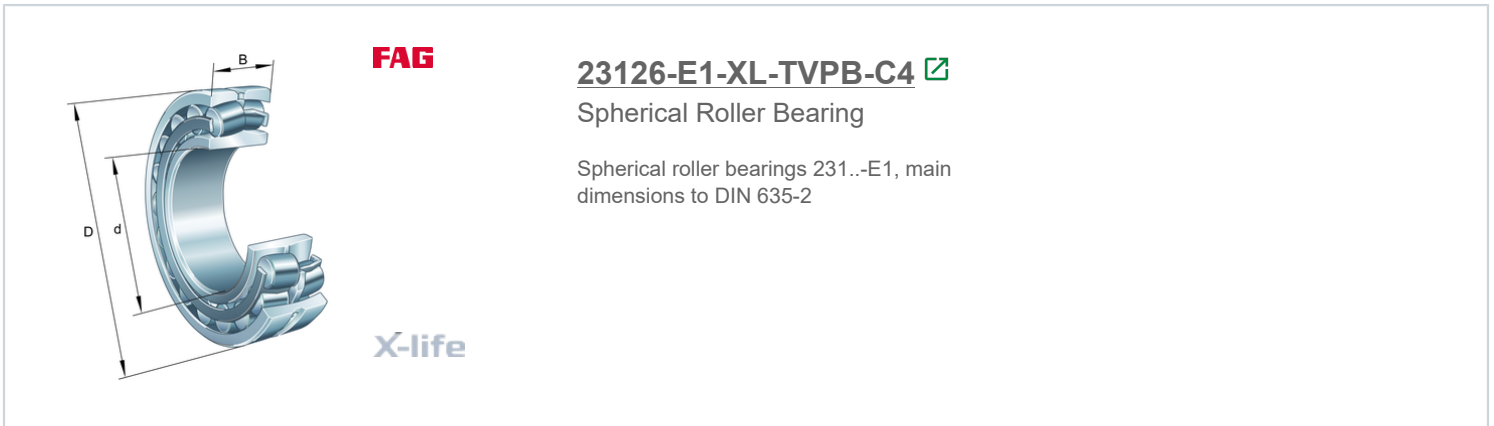 B
D
d
FAG
X-life
23126-E1-XL-TVPB-C4
Spherical Roller Bearing
Spherical roller bearings 231..-E1, main
dimensions to DIN 635-2